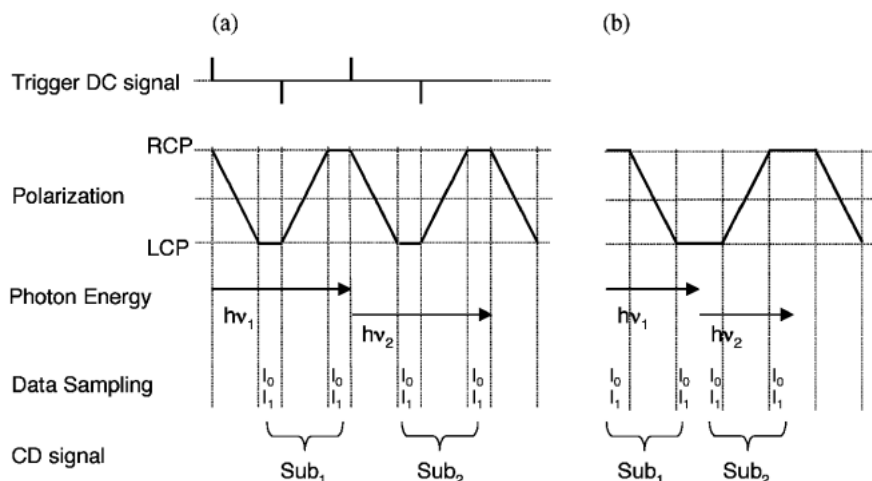 (a) (b)
Trigger DC signal
RCP
Polarization
LCP
Photon Energy
hν₁ hν₁
hν₂ hν₂
Data Sampling
I₀ I₀ I₀ I₀ I₀ I₀ I₀ I₀
I₁ I₁ I₁ I₁ I₁ I₁ I₁ I₁
CD signal
Sub₁ Sub₂ Sub₁ Sub₂